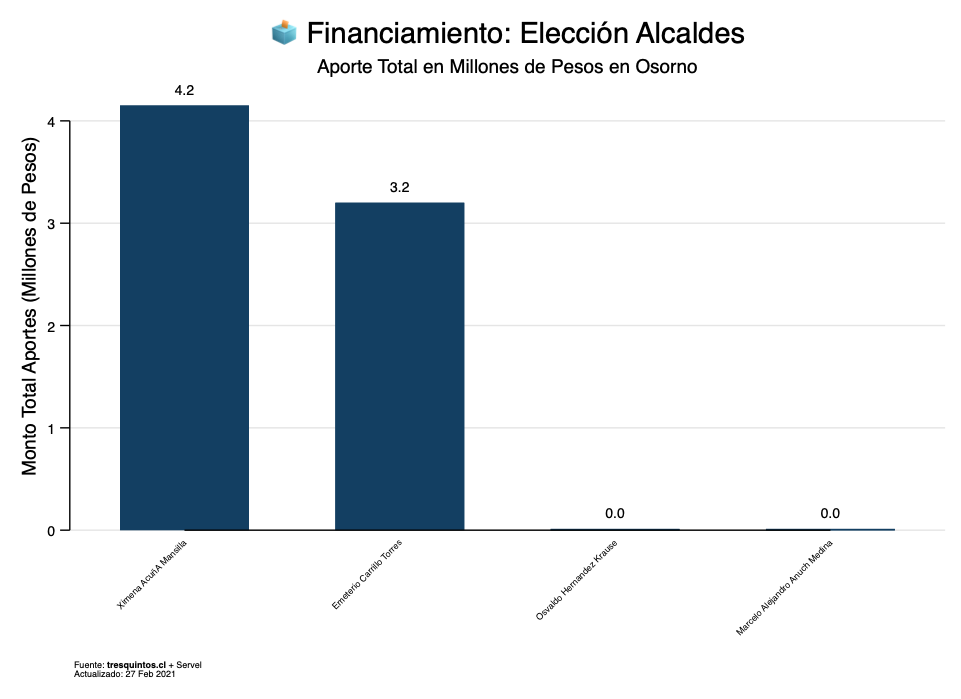 Financiamiento: Elección Alcaldes
Aporte Total en Millones de Pesos en Osorno
Monto Total Aportes (Millones de Pesos)
4
3
2
1
0
4.2
3.2
0.0
0.0
Ximena AcuñA Mansilla
Emeterio Carrillo Torres
Osvaldo Hernandez Krause
Marcelo Alejandro Anuch Medina
Fuente: tresquintos.cl + Servel
Actualizado: 27 Feb 2021